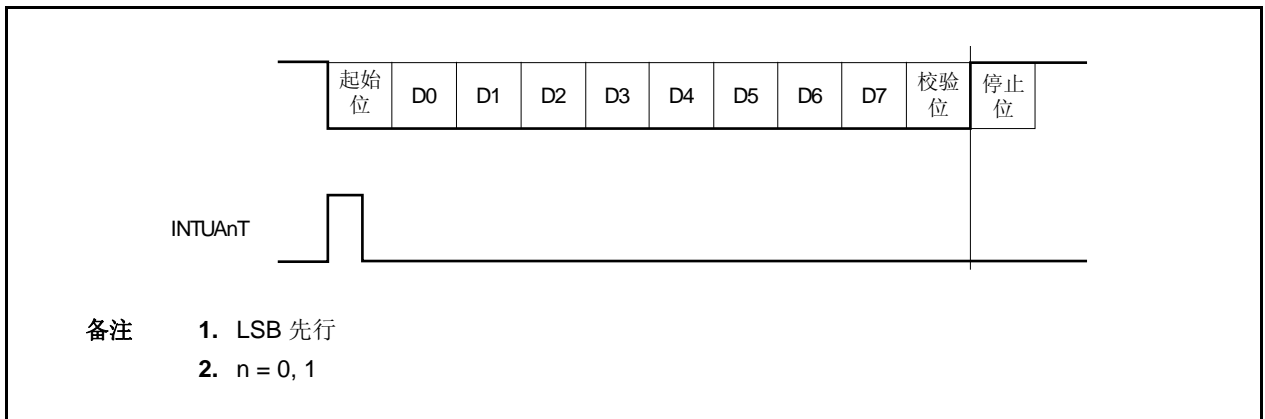 起始位 D0 D1 D2 D3 D4 D5 D6 D7 校验位 停止位
INTUAnT
备注 1. LSB 先行
2. n = 0, 1